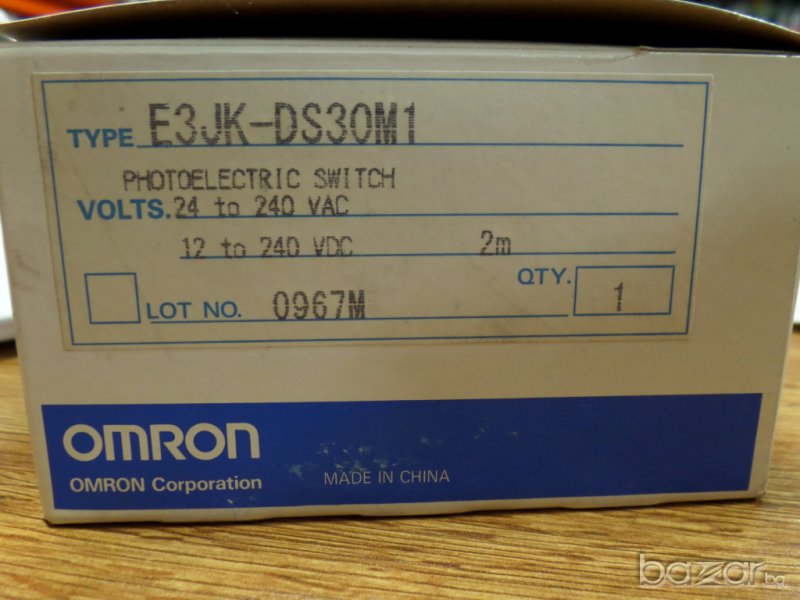 TYPE E3JK-DS30M1
PHOTOELECTRIC SWITCH
VOLTS. 24 to 240 VAC
12 to 240 VDC 2m
QTY. 1
LOT NO. 0967M
OMRON
OMRON Corporation MADE IN CHINA
bazar.bg